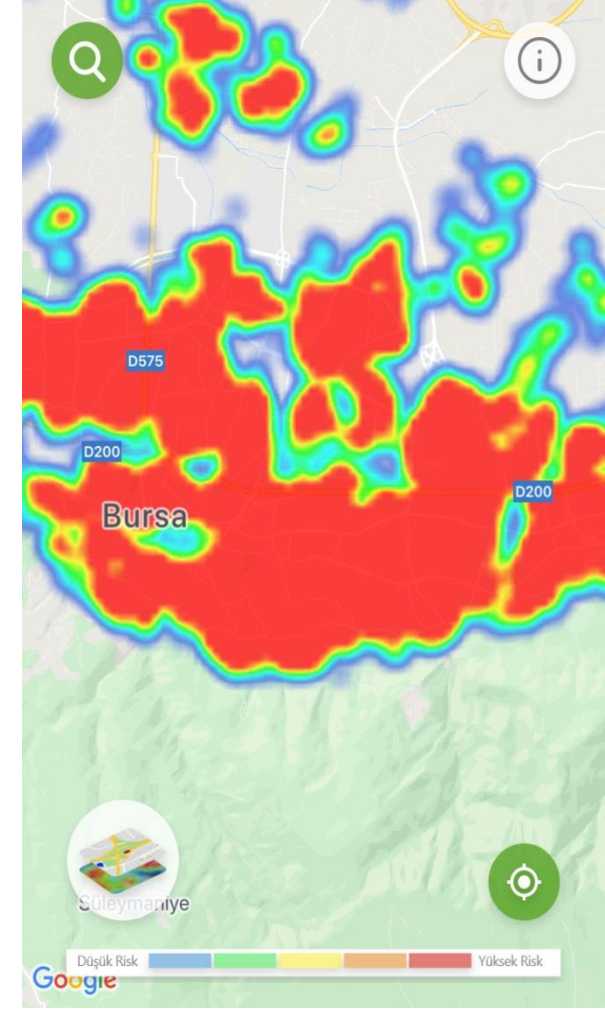 D575
D200
D200
Bursa
Süleymaniye
Düşük Risk
Yüksek Risk
Google